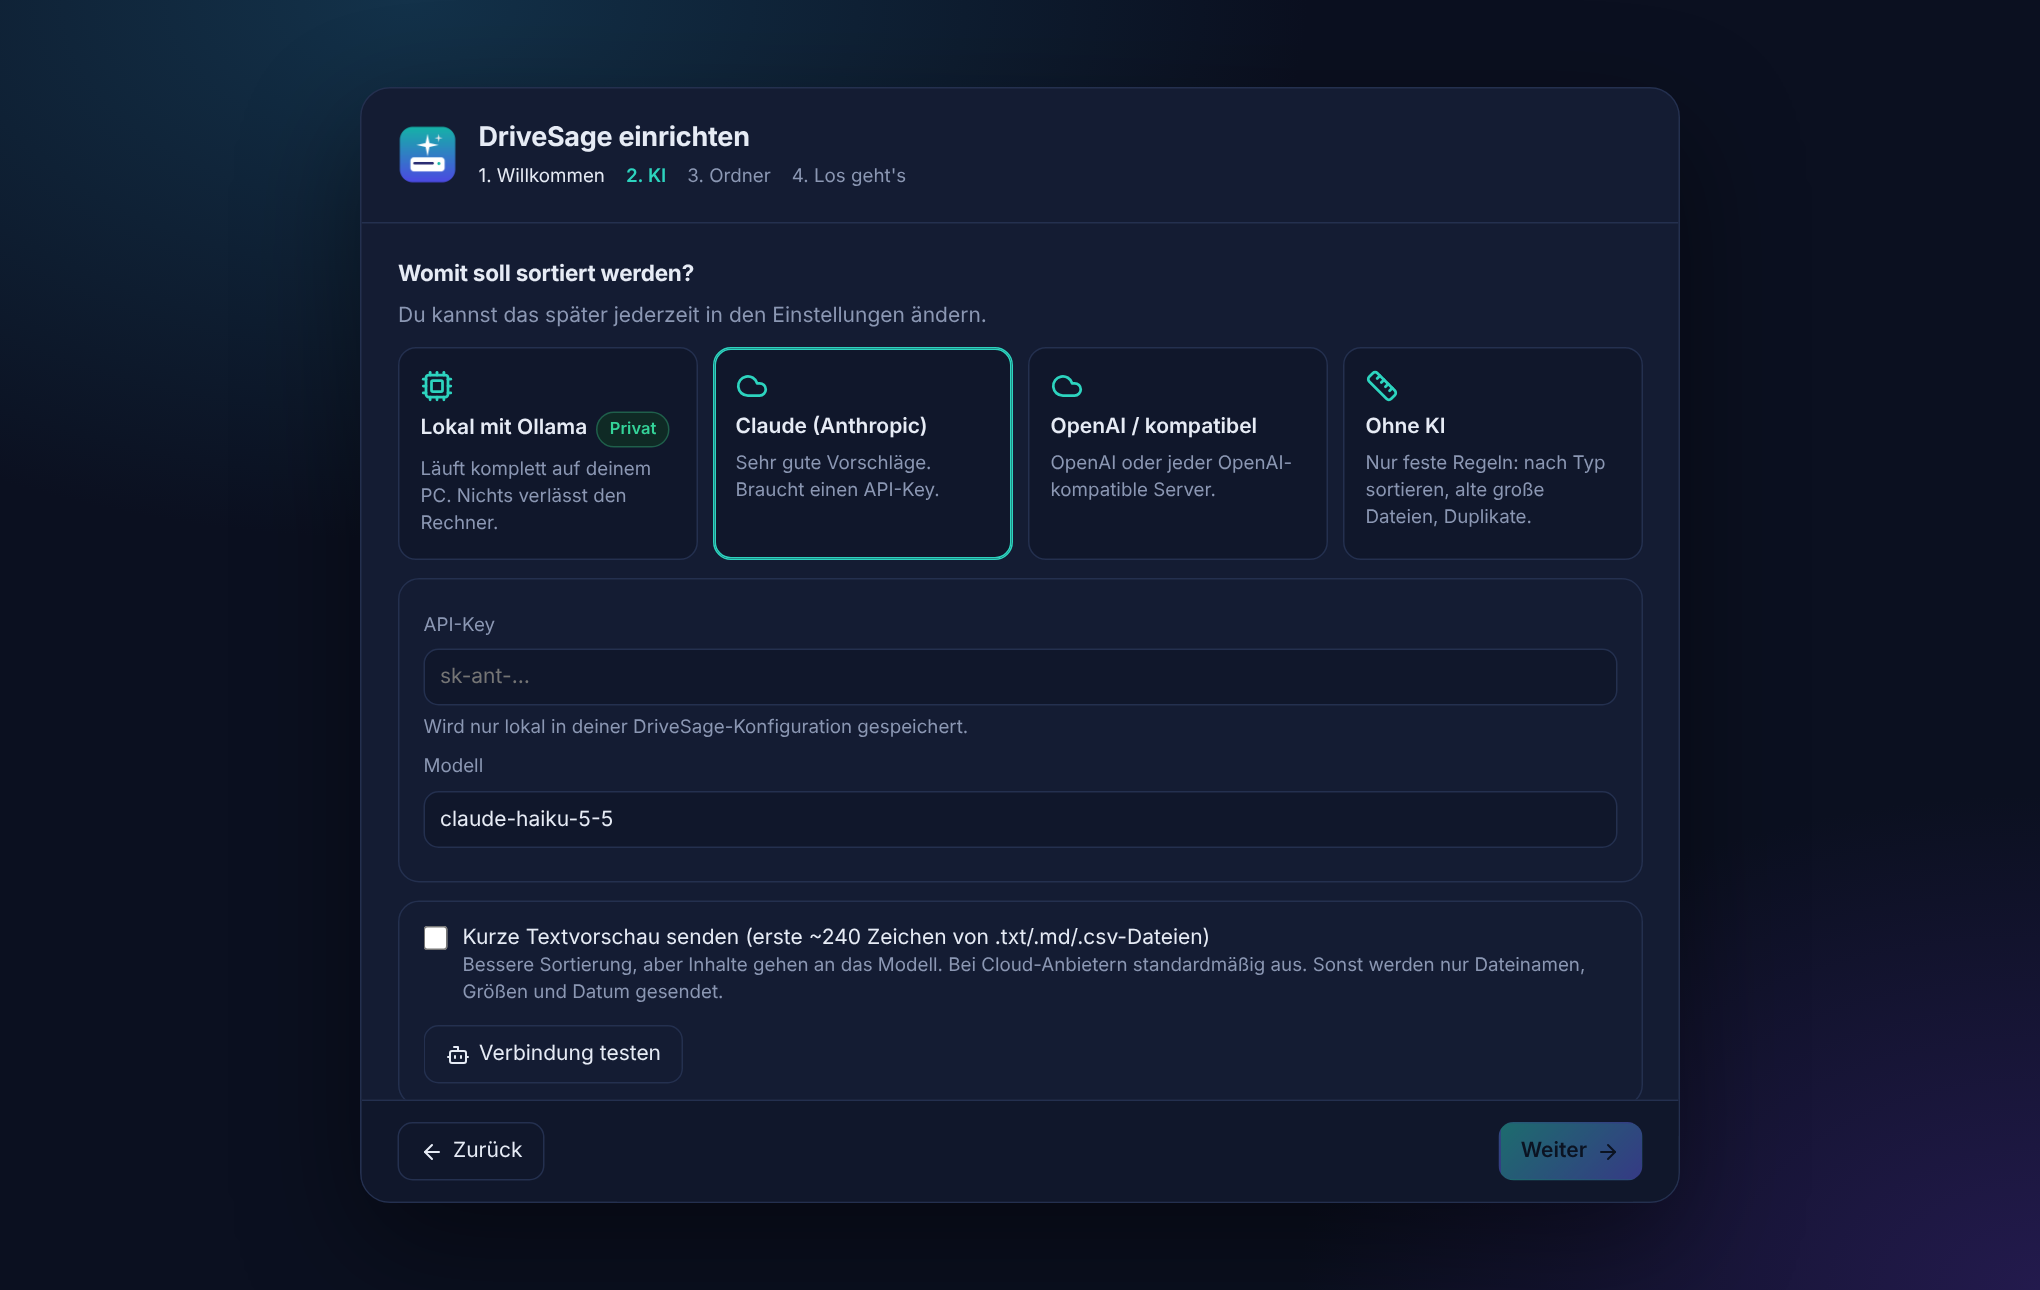 DriveSage einrichten
1. Willkommen 2. KI 3. Ordner 4. Los geht's
Womit soll sortiert werden?
Du kannst das später jederzeit in den Einstellungen ändern.
Lokal mit Ollama Privat
Läuft komplett auf deinem
PC. Nichts verlässt den
Rechner.
Claude (Anthropic)
Sehr gute Vorschläge.
Braucht einen API-Key.
OpenAI / kompatibel
OpenAI oder jeder OpenAI-
kompatible Server.
Ohne KI
Nur feste Regeln: nach Typ
sortieren, alte große
Dateien, Duplikate.
API-Key
sk-ant-...
Wird nur lokal in deiner DriveSage-Konfiguration gespeichert.
Modell
claude-haiku-5-5
Kurze Textvorschau senden (erste ~240 Zeichen von .txt/.md/.csv-Dateien)
Bessere Sortierung, aber Inhalte gehen an das Modell. Bei Cloud-Anbietern standardmäßig aus. Sonst werden nur Dateinamen,
Größen und Datum gesendet.
Verbindung testen
Zurück
Weiter